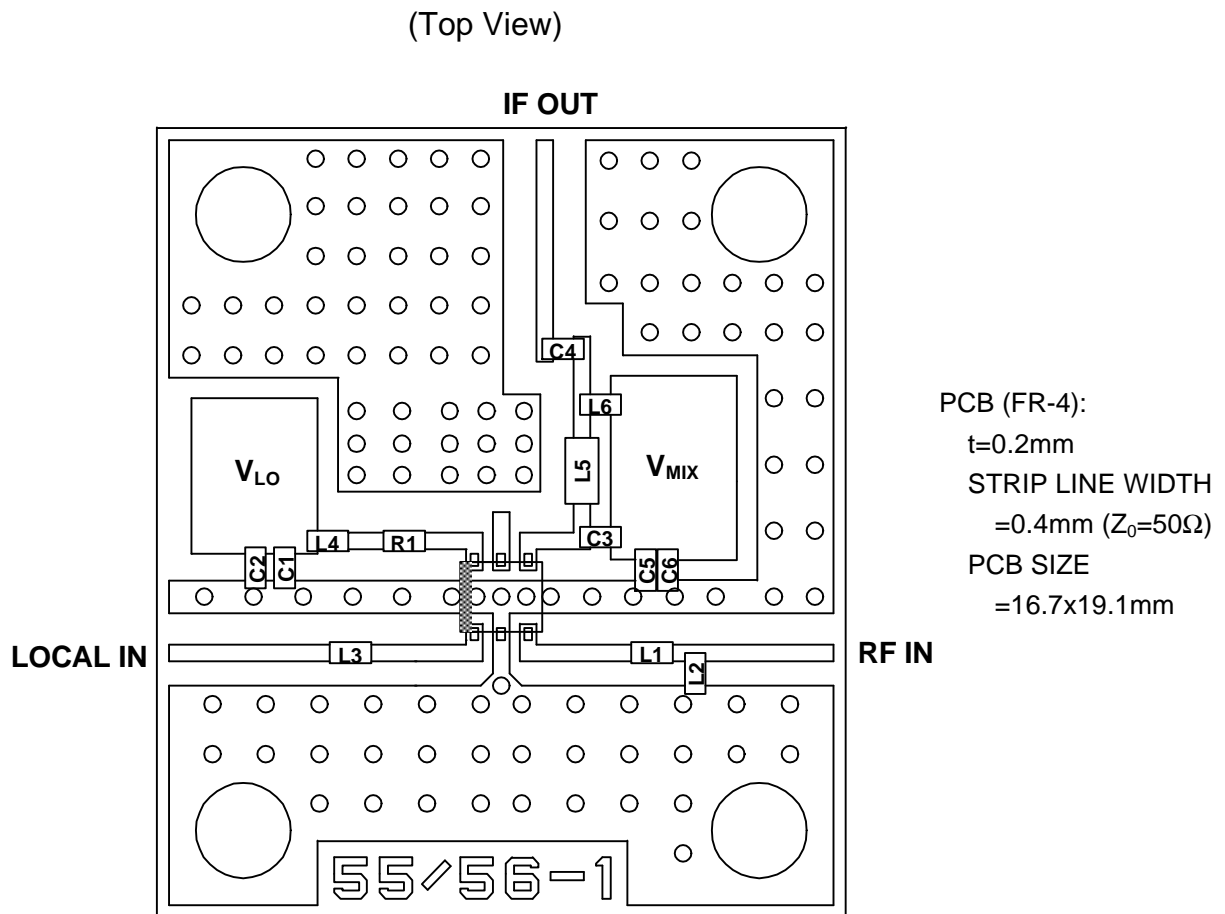 (Top View)
IF OUT
C4
L6
L5
V_MIX
V_LO
L4
R1
C3
C2
C1
C5
C6
LOCAL IN
L3
L1
L2
RF IN
55/56-1
PCB (FR-4):
t=0.2mm
STRIP LINE WIDTH
=0.4mm (Z₀=50Ω)
PCB SIZE
=16.7x19.1mm